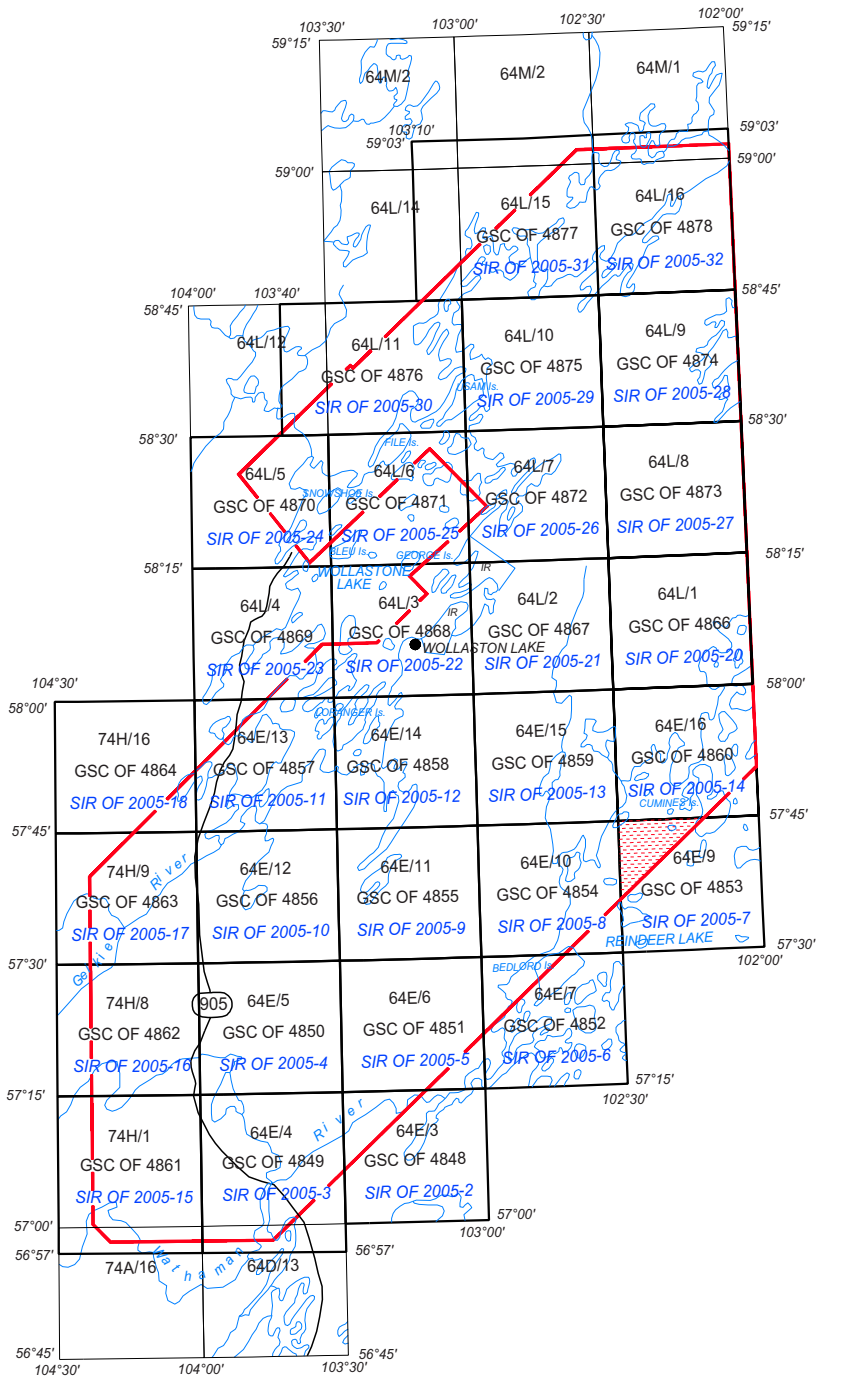 103°30'
103°00'
102°30'
102°00'
59°15'
59°15'
64M/2
64M/2
64M/1
103°10'
59°03'
59°03'
59°00'
59°00'
64L/14
64L/15
GSC OF 4877
SIR OF 2005-31
64L/16
GSC OF 4878
SIR OF 2005-32
104°00'
103°40'
58°45'
58°45'
64L/12
64L/11
GSC OF 4876
SIR OF 2005-30
64L/10
GSC OF 4875
SIR OF 2005-29
USAM Is.
64L/9
GSC OF 4874
SIR OF 2005-28
58°30'
58°30'
FILE Is.
64L/5
GSC OF 4870
SIR OF 2005-24
SNOWSHOE Is.
64L/6
GSC OF 4871
SIR OF 2005-25
BLEU Is.
GEORGE Is.
64L/7
GSC OF 4872
SIR OF 2005-26
64L/8
GSC OF 4873
SIR OF 2005-27
58°15'
58°15'
WOLLASTONE
LAKE
IR
64L/4
GSC OF 4869
SIR OF 2005-23
64L/3
IR
GSC OF 4868
WOLLASTON LAKE
SIR OF 2005-22
64L/2
GSC OF 4867
SIR OF 2005-21
64L/1
GSC OF 4866
SIR OF 2005-20
104°30'
58°00'
58°00'
LORANGER Is.
74H/16
GSC OF 4864
SIR OF 2005-18
64E/13
GSC OF 4857
SIR OF 2005-11
64E/14
GSC OF 4858
SIR OF 2005-12
64E/15
GSC OF 4859
SIR OF 2005-13
64E/16
GSC OF 4860
SIR OF 2005-14
CUMINES Is.
57°45'
57°45'
74H/9
GSC OF 4863
SIR OF 2005-17
River
Geikie
64E/12
GSC OF 4856
SIR OF 2005-10
64E/11
GSC OF 4855
SIR OF 2005-9
64E/10
GSC OF 4854
SIR OF 2005-8
64E/9
GSC OF 4853
SIR OF 2005-7
REINDEER LAKE
57°30'
57°30'
102°00'
BEDLORD Is.
74H/8
GSC OF 4862
SIR OF 2005-16
905
64E/5
GSC OF 4850
SIR OF 2005-4
64E/6
GSC OF 4851
SIR OF 2005-5
64E/7
GSC OF 4852
SIR OF 2005-6
57°15'
57°15'
102°30'
74H/1
GSC OF 4861
SIR OF 2005-15
River
64E/4
GSC OF 4849
SIR OF 2005-3
64E/3
GSC OF 4848
SIR OF 2005-2
57°00'
57°00'
103°00'
56°57'
56°57'
Wathaman
74A/16
64D/13
56°45'
56°45'
104°30'
104°00'
103°30'